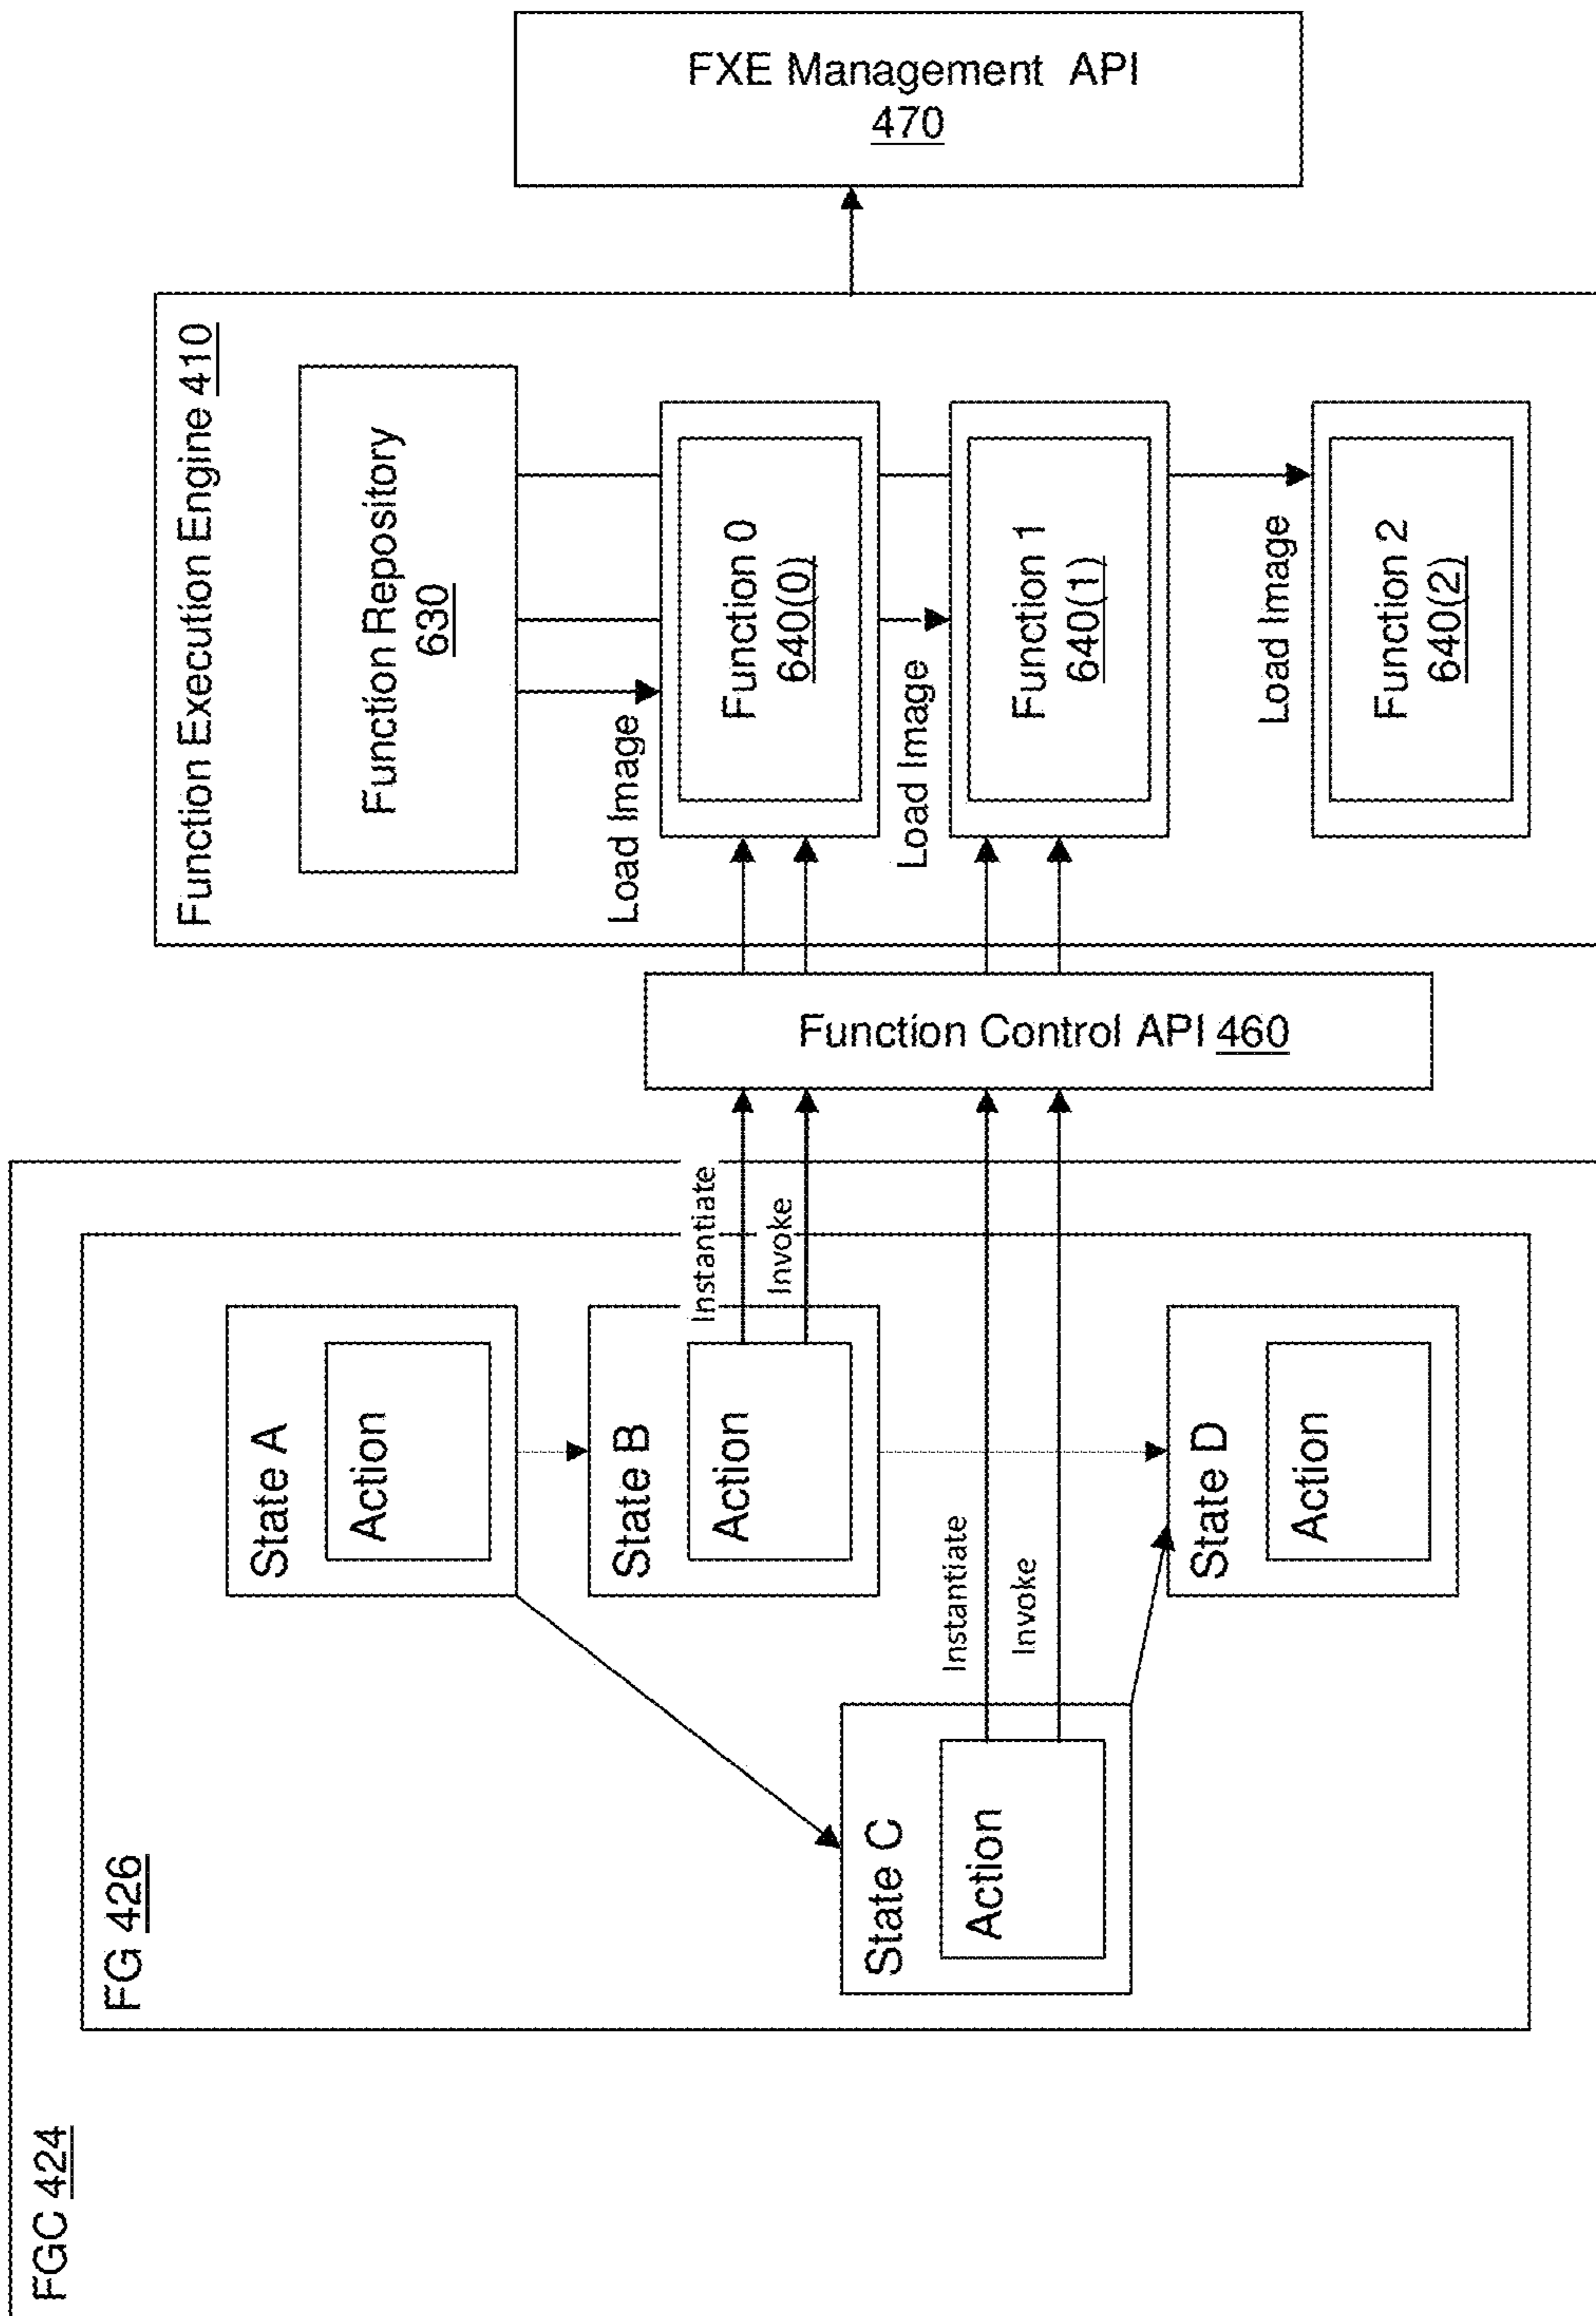 FGC 424
FG 426
State A
Action
State B
Action
Instantiate
Invoke
State C
Action
Instantiate
Invoke
State D
Action
Function Control API 460
Function Execution Engine 410
Function Repository
630
Load Image
Function 0
640(0)
Load Image
Function 1
640(1)
Load Image
Function 2
640(2)
FXE Management API
470